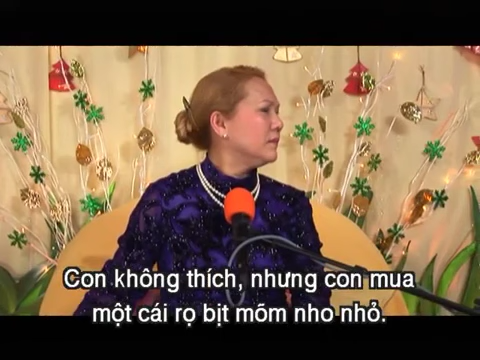 Con không thích, nhưng con mua
một cái rọ bịt mõm nho nhỏ.